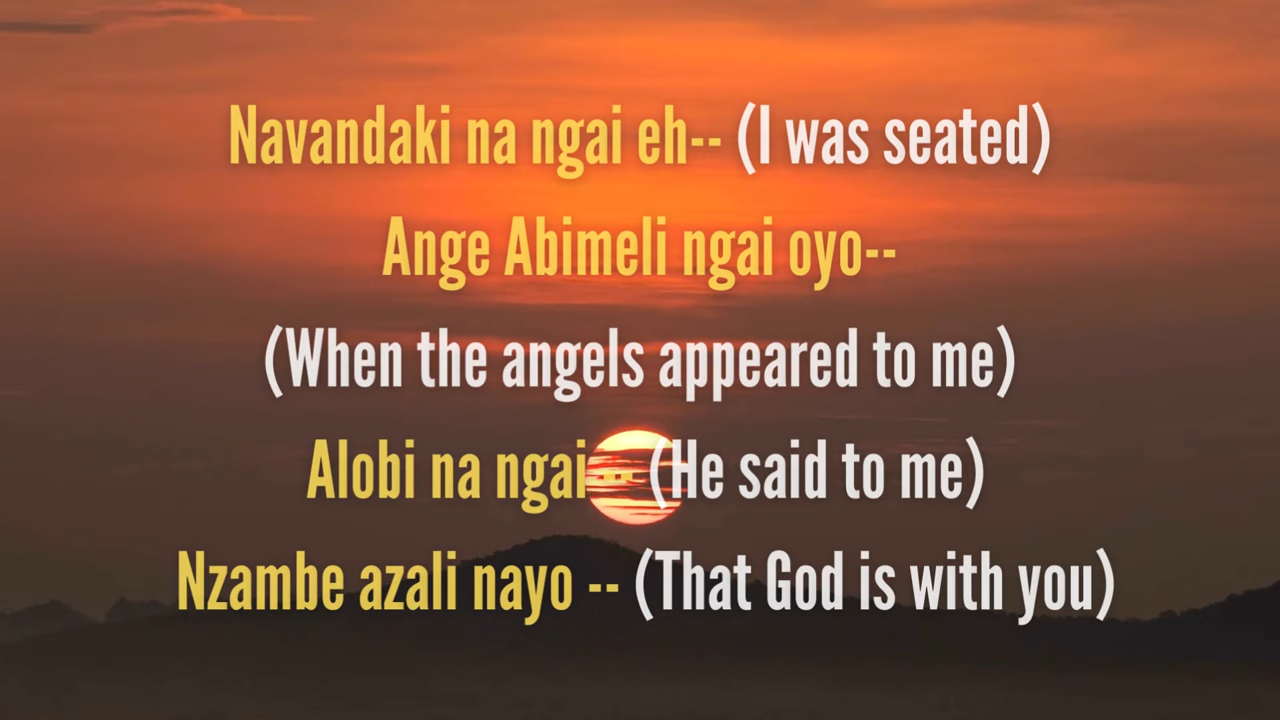 Navandaki na ngai eh-- (I was seated)
Ange Abimeli ngai oyo--
(When the angels appeared to me)
Alobi na ngai -- (He said to me)
Nzambe azali nayo -- (That God is with you)